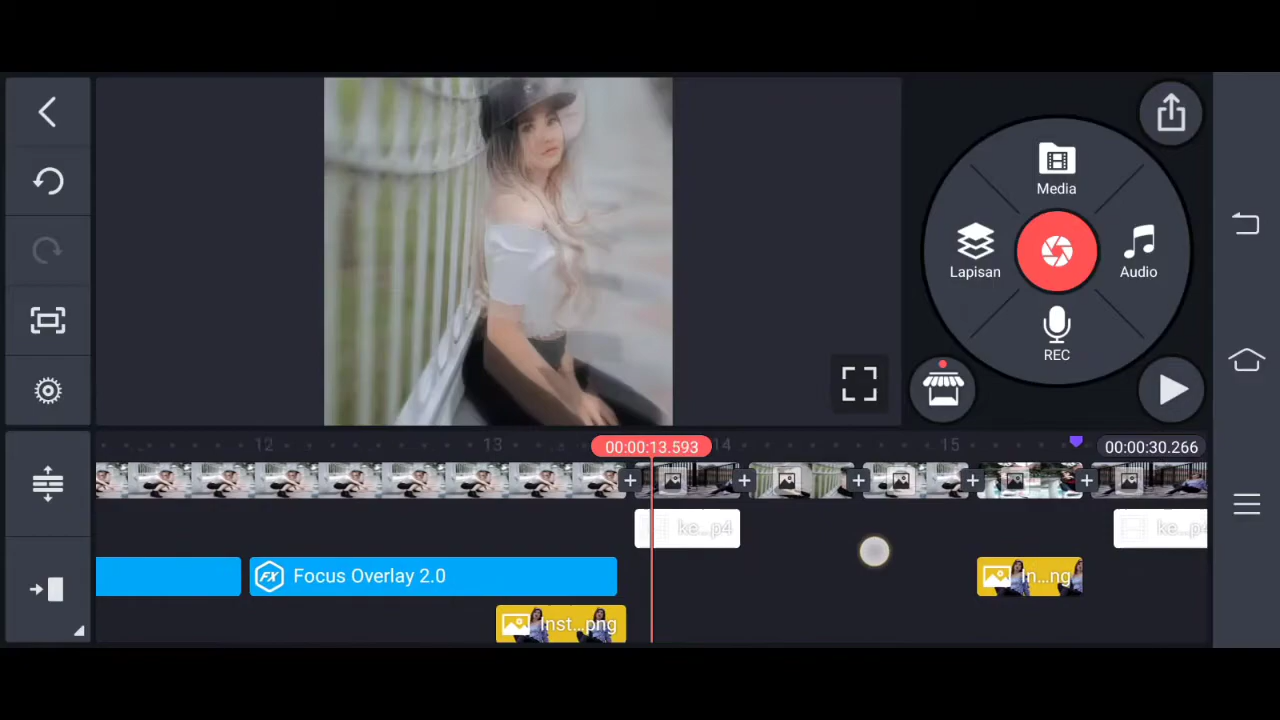 Media
Lapisan
Audio
REC
12
13
00:00:13.593
14
15
00:00:30.266
ke...p4
ke...p4
FX Focus Overlay 2.0
In...ng
Inst...png